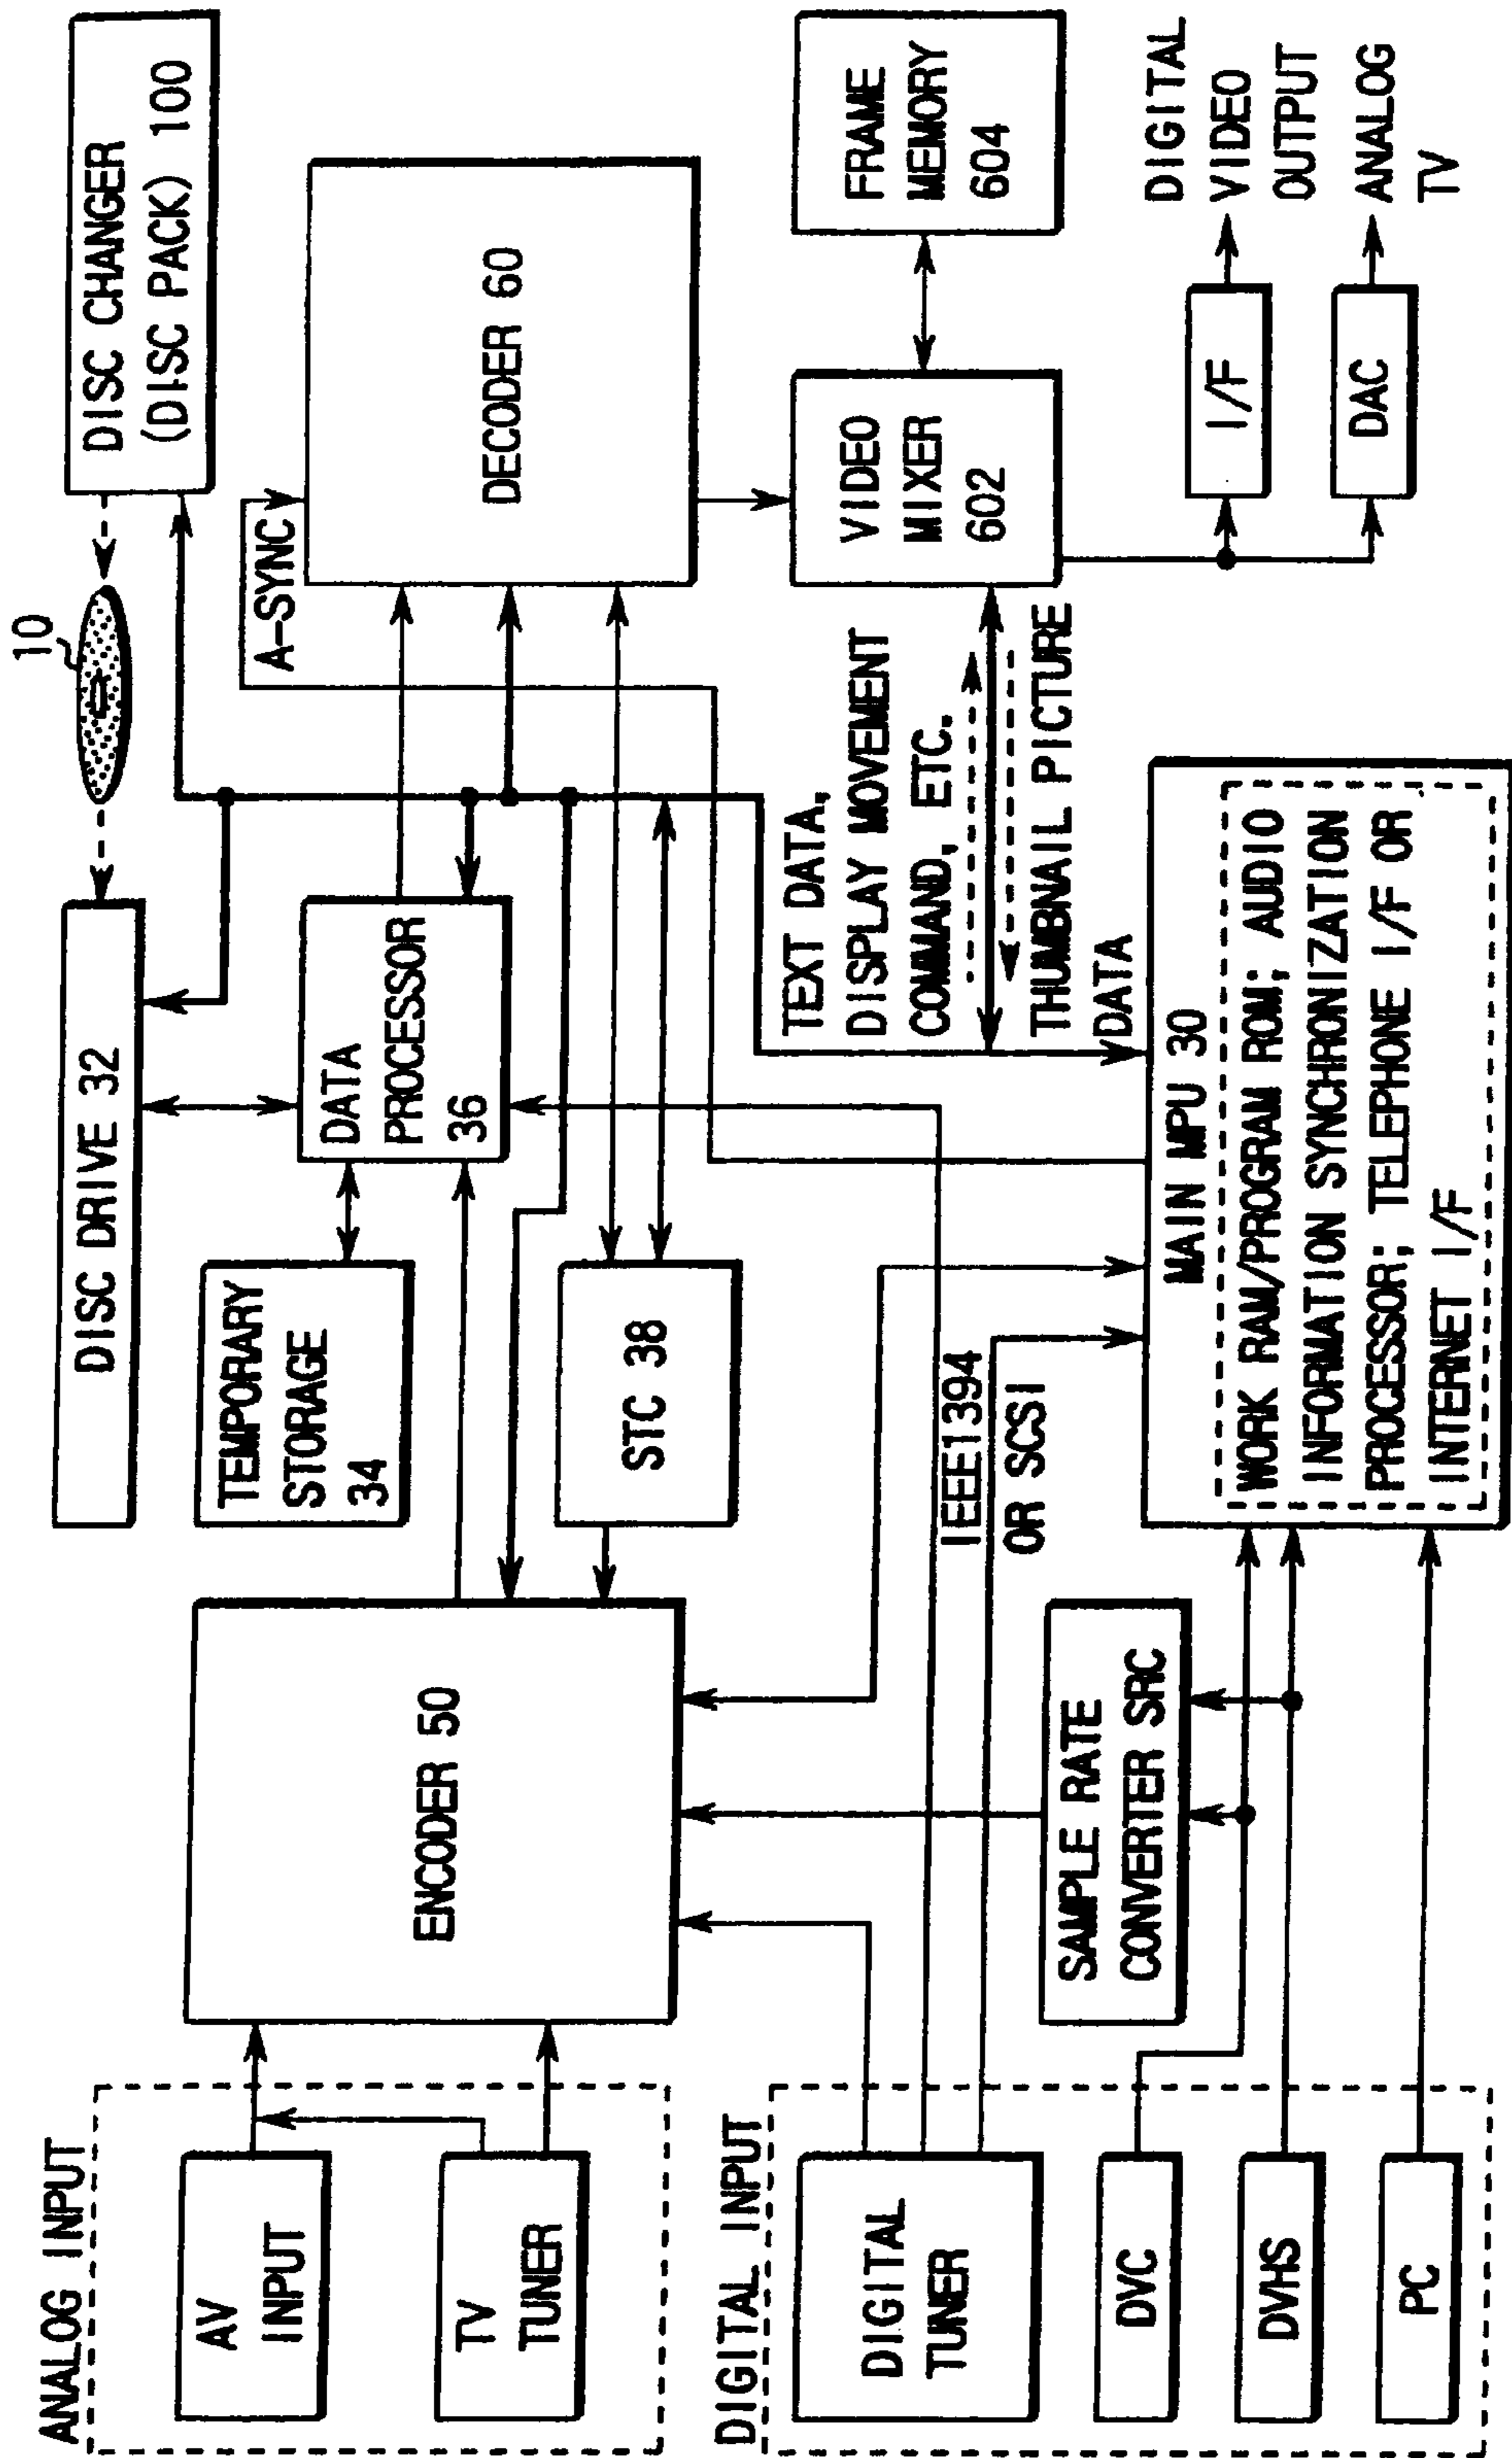 ANALOG INPUT
AV
INPUT
TV
TUNER
DIGITAL INPUT
DIGITAL
TUNER
DVC
DVHS
PC
ENCODER 50
SAMPLE RATE
CONVERTER SRC
DISC DRIVE 32
TEMPORARY
STORAGE
34
DATA
PROCESSOR
36
STC 38
IEEE1394
OR SCSI
MAIN MPU 30
WORK RAM/PROGRAM ROM; AUDIO
INFORMATION SYNCHRONIZATION
PROCESSOR; TELEPHONE I/F OR
INTERNET I/F
10
DISC CHANGER
(DISC PACK) 100
A-SYNC
DECODER 60
TEXT DATA,
DISPLAY MOVEMENT
COMMAND, ETC.
THUMBNAIL PICTURE
DATA
VIDEO
MIXER
602
FRAME
MEMORY
604
I/F
DAC
DIGITAL
VIDEO
OUTPUT
ANALOG
TV